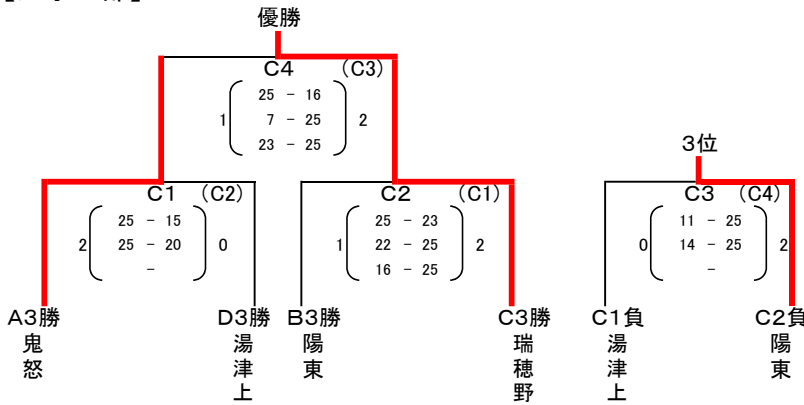 優勝
C4 (C3)
25 - 16
1 7 - 25 2
23 - 25
3位
C1 (C2)
25 - 15
2 25 - 20 0
-
C2 (C1)
25 - 23
1 22 - 25 2
16 - 25
C3 (C4)
11 - 25
0 14 - 25 2
-
A3勝
鬼怒
D3勝
湯津上
B3勝
陽東
C3勝
瑞穂野
C1負
湯津上
C2負
陽東